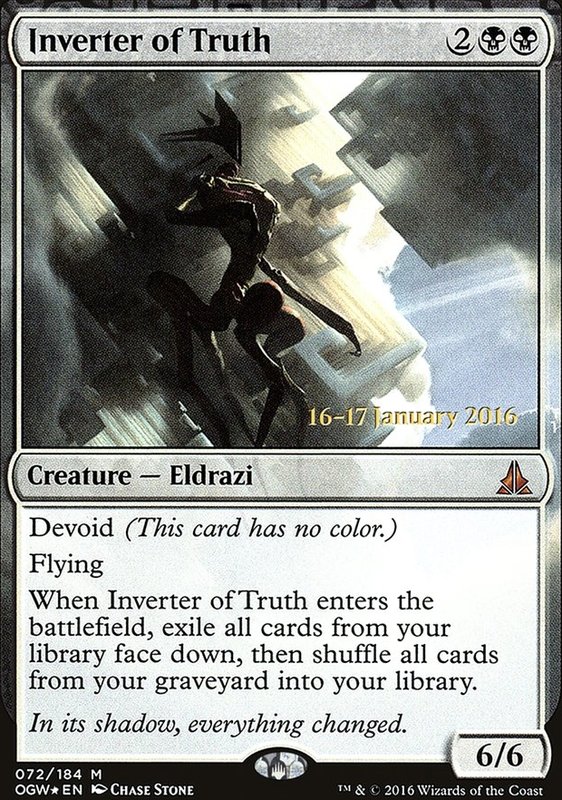 Inverter of Truth 2
16–17 January 2016
Creature — Eldrazi
Devoid (This card has no color.)
Flying
When Inverter of Truth enters the
battlefield, exile all cards from your
library face down, then shuffle all cards
from your graveyard into your library.
In its shadow, everything changed.
6/6
072/184 M
OGW★EN Chase Stone
™ & © 2016 Wizards of the Coast